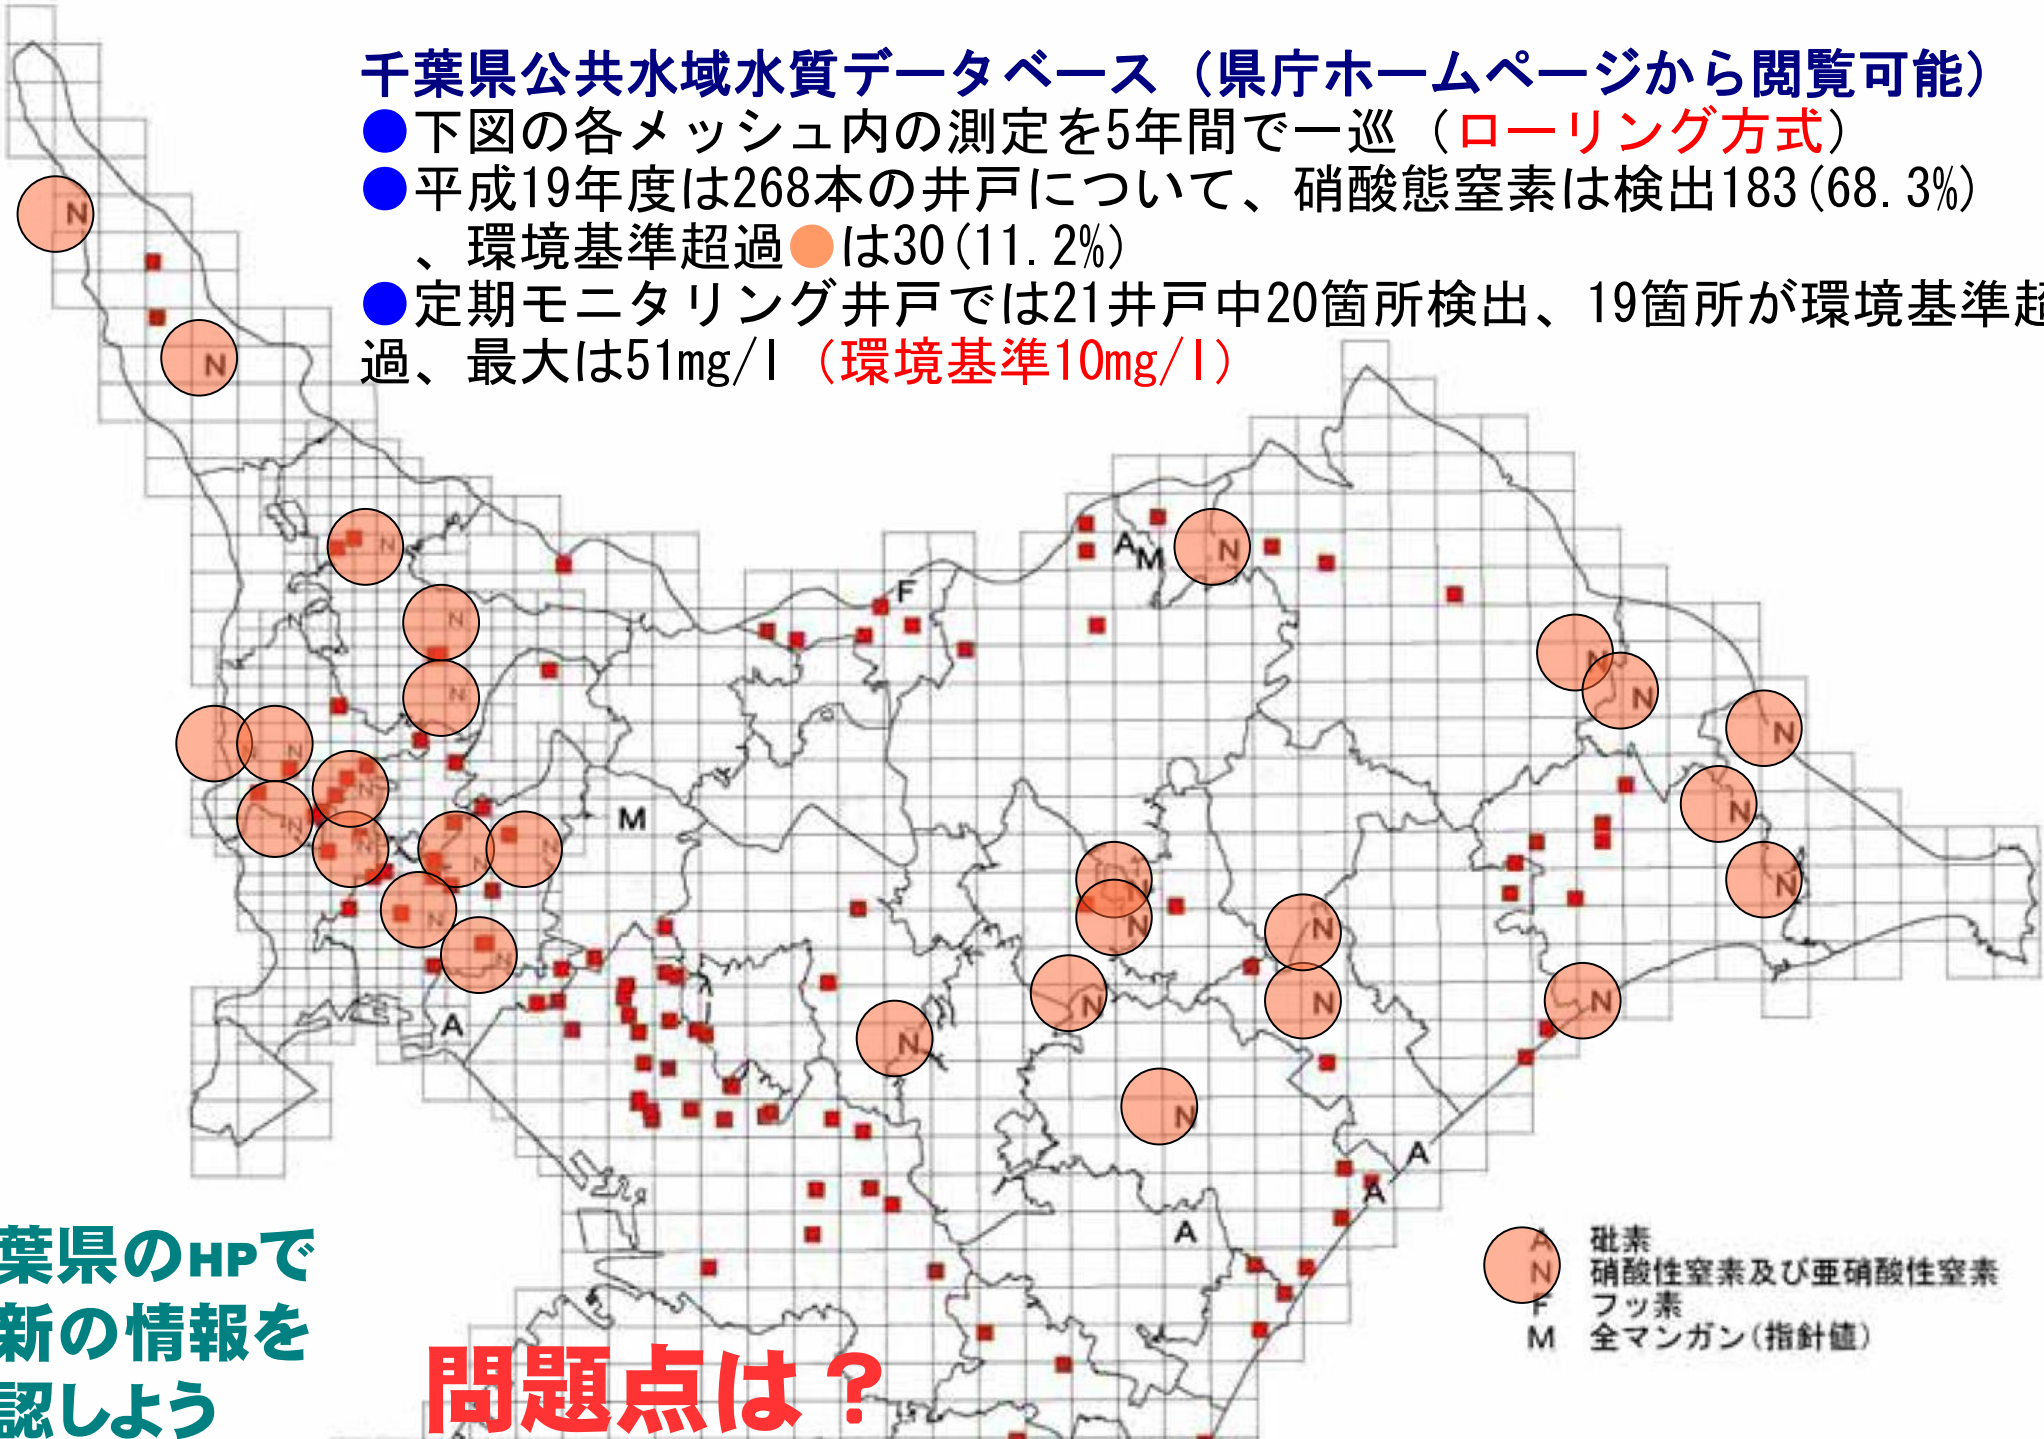 千葉県公共水域水質データベース（県庁ホームページから閲覧可能）
●下図の各メッシュ内の測定を5年間で一巡（ローリング方式）
●平成19年度は268本の井戸について、硝酸態窒素は検出183(68.3%)
、環境基準超過●は30(11.2%)
●定期モニタリング井戸では21井戸中20箇所検出、19箇所が環境基準超
過、最大は51mg/l（環境基準10mg/l）
N
N
N
A
M
N
F
N
N
N
N
N
N
N
N
N
N
M
N
N
N
N
N
N
N
N
N
N
N
N
N
N
A
N
N
A
A
A
A 砒素
N 硝酸性窒素及び亜硝酸性窒素
F フッ素
M 全マンガン（指針値）
葉県のHPで
新の情報を
認しよう
問題点は？